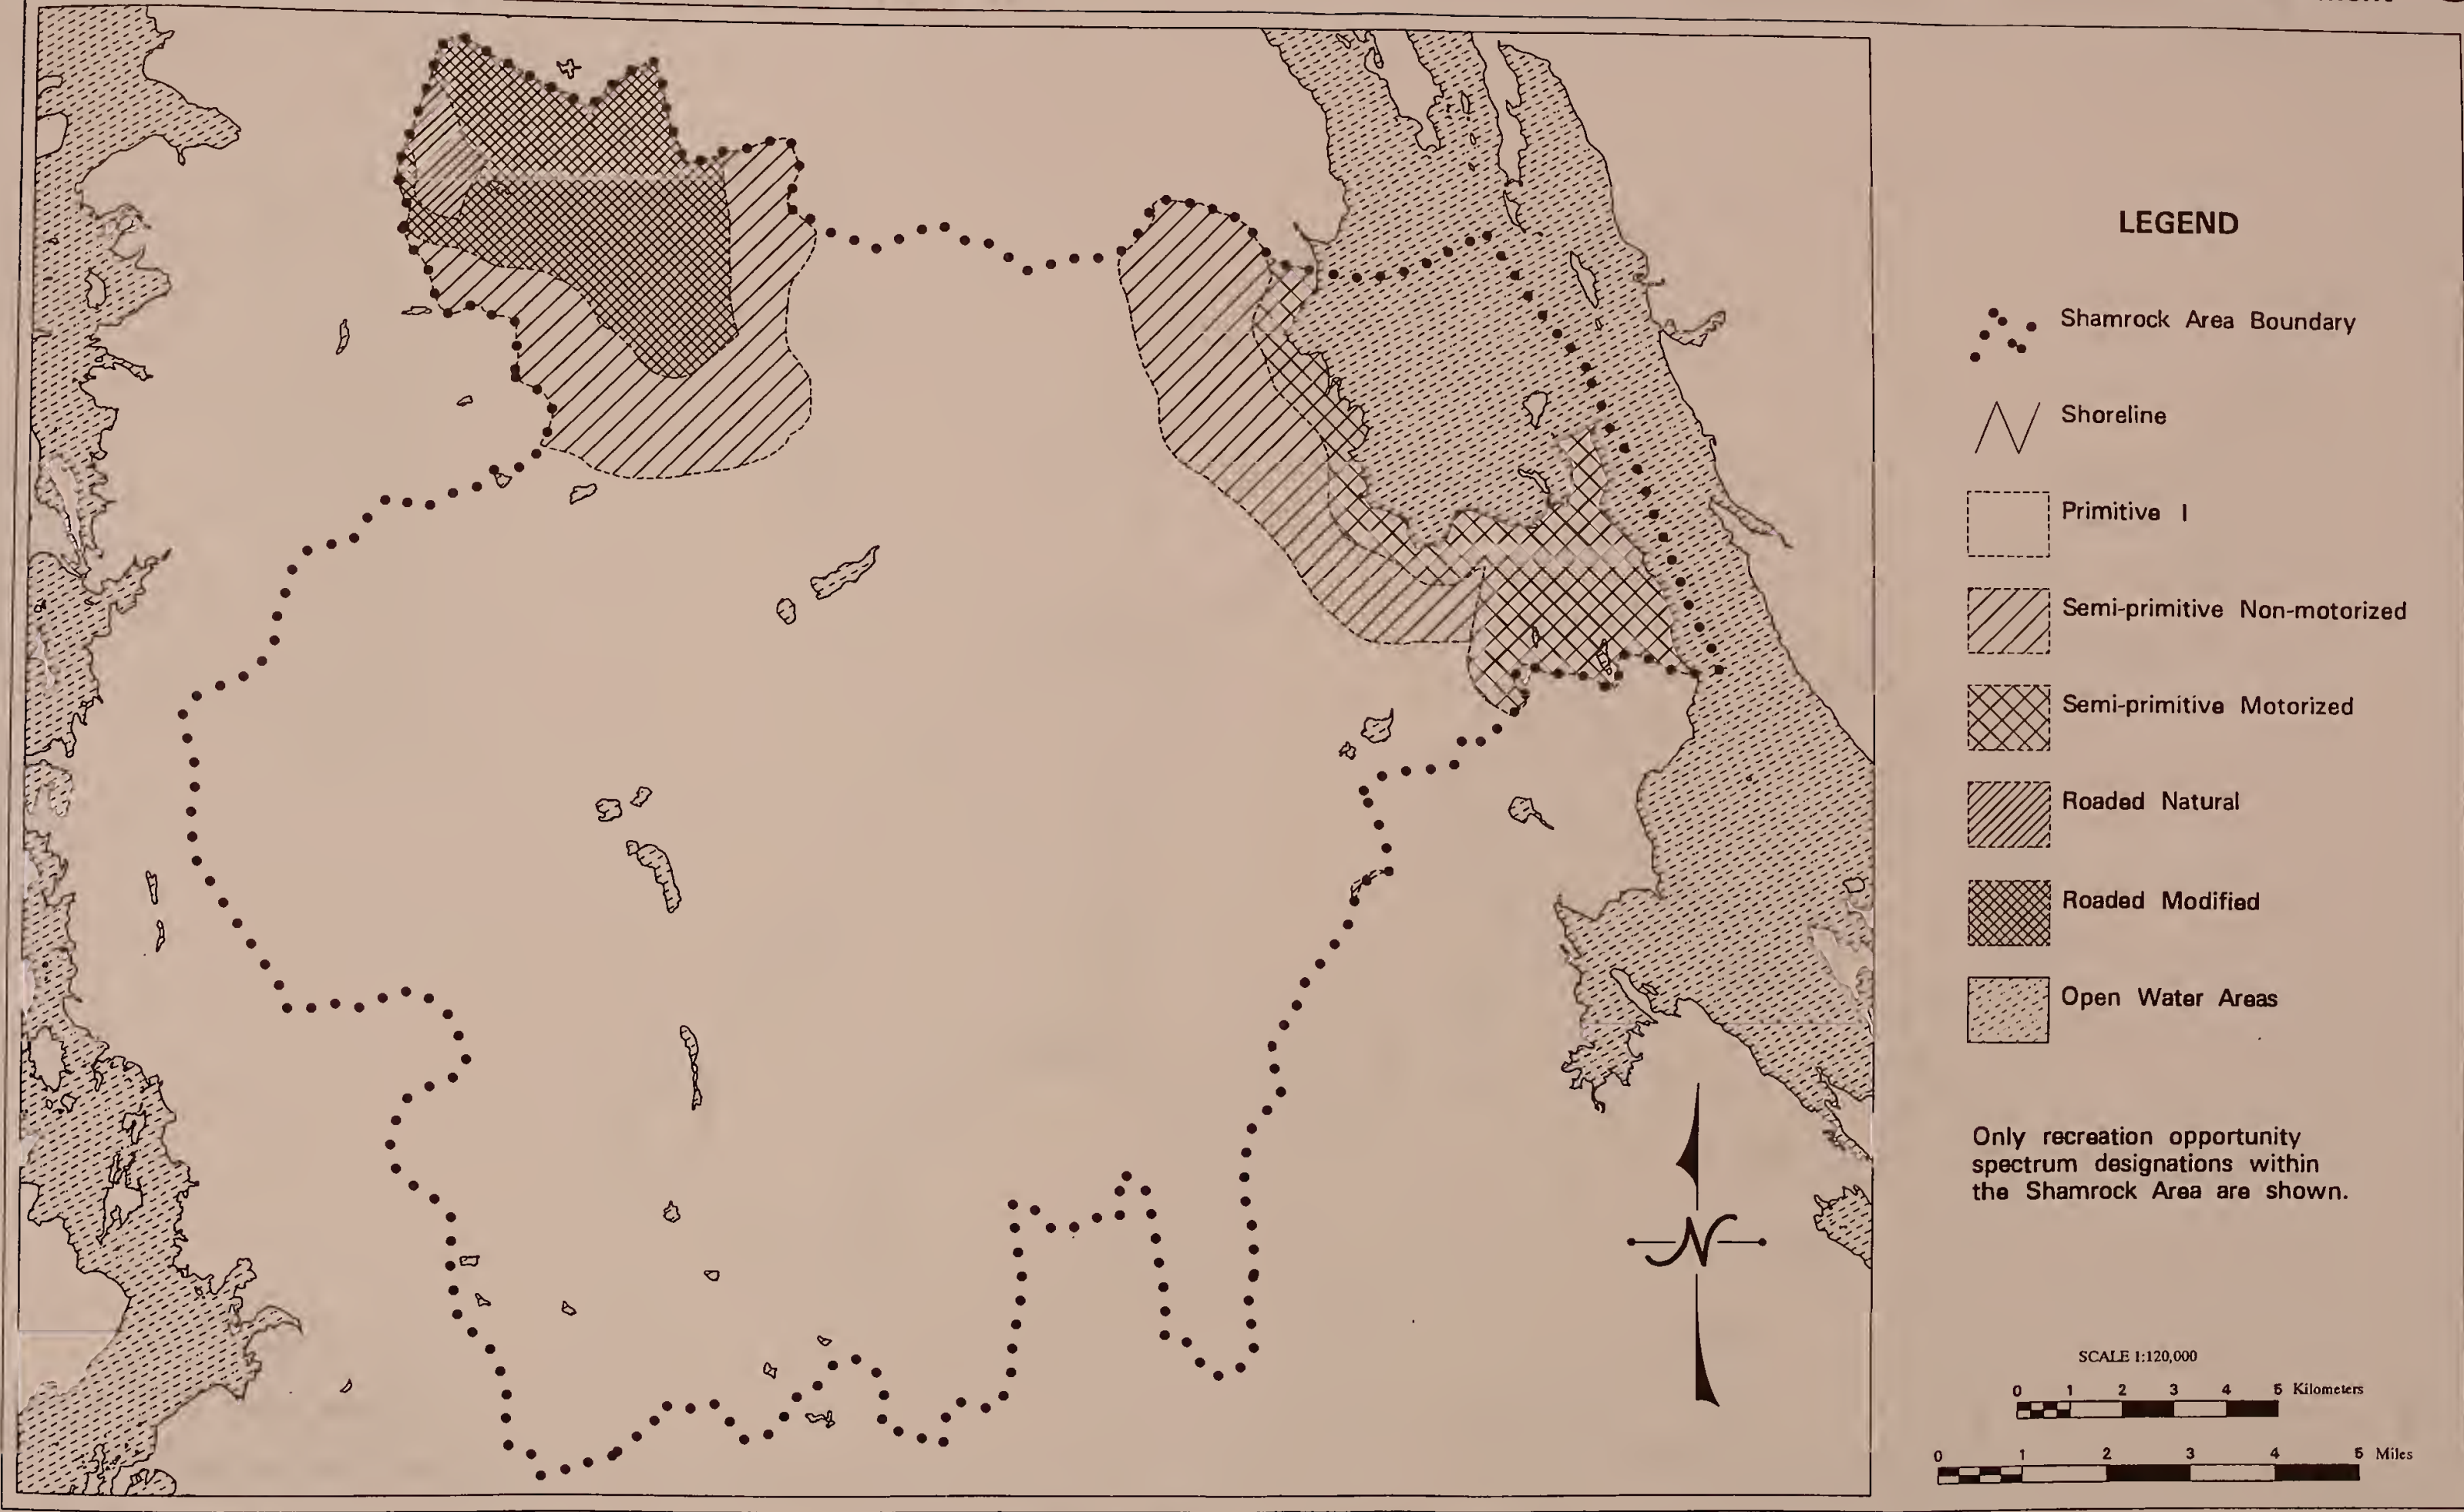 LEGEND
Shamrock Area Boundary
Shoreline
Primitive I
Semi-primitive Non-motorized
Semi-primitive Motorized
Roaded Natural
Roaded Modified
Open Water Areas
Only recreation opportunity
spectrum designations within
the Shamrock Area are shown.
N
SCALE 1:120,000
0 1 2 3 4 5 Kilometers
0 1 2 3 4 5 Miles